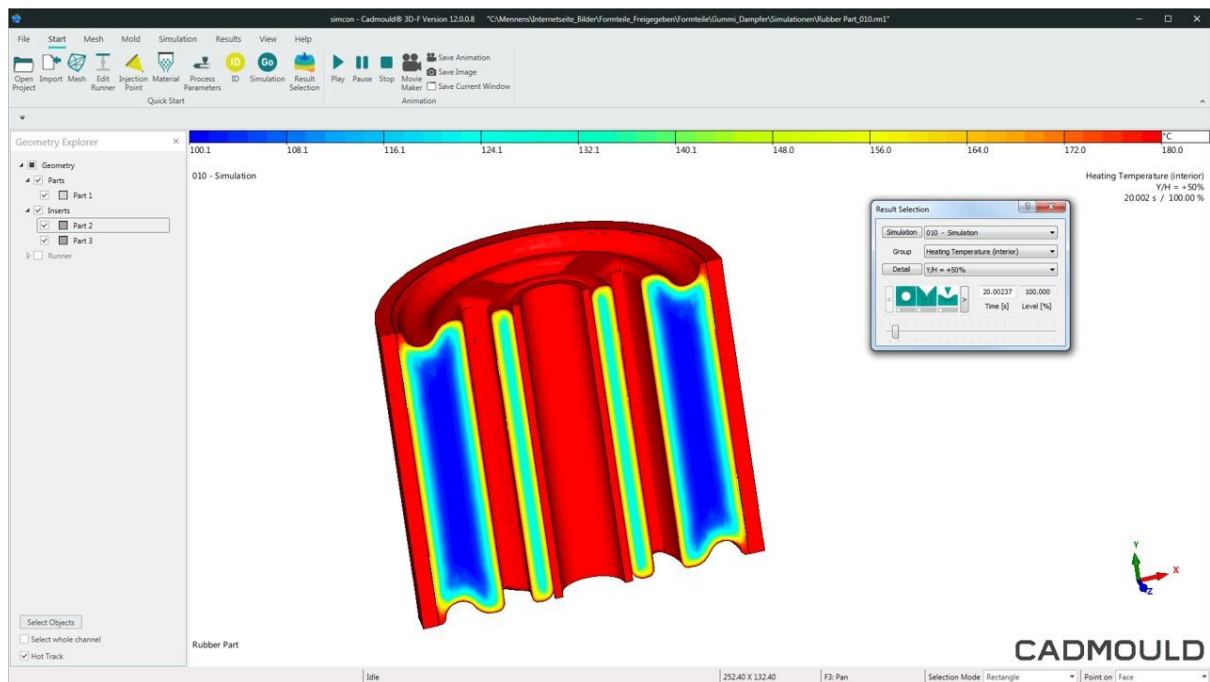 simcon - Cadmould® 3D-F Version 12.0.0.8 "C:\Mennens\Internetseite_Bilder\Formteile_Freigegeben\Formteile\Gummi_Dampfer\Simulationen\Rubber Part_010.rm1"
File Start Mesh Mold Simulation Results View Help
Open Project Import Mesh Edit Runner Injection Point Material Process Parameters ID Simulation Result Selection Play Pause Stop Movie Maker
ID Go
Save Animation
Save Image
Save Current Window
Quick Start Animation
Geometry Explorer
°C
100.1 108.1 116.1 124.1 132.1 140.1 148.0 156.0 164.0 172.0 180.0
Geometry
Parts
Part 1
Inserts
Part 2
Part 3
Runner
010 - Simulation
Heating Temperature (interior)
Y/H = +50%
20.002 s / 100.00 %
Result Selection
Simulation 010 - Simulation
Group Heating Temperature (interior)
Detail Y/H = +50%
20.00237 100.000
Time [s] Level [%]
Y
X
Z
Select Objects
Select whole channel
Hot Track
Rubber Part
CADMOULD
Idle 252.40 X 132.40 F3: Pan Selection Mode Rectangle Point on Face